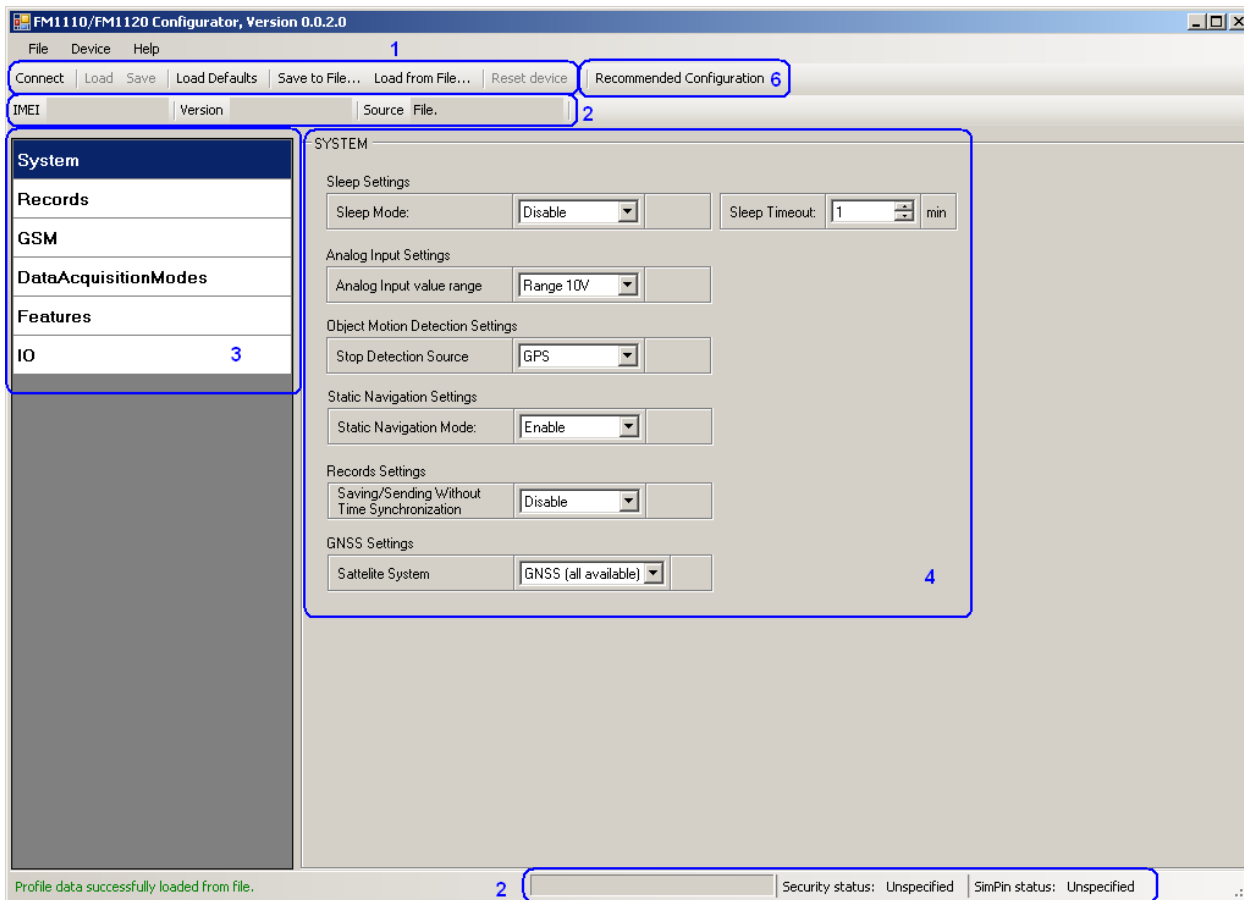 FM1110/FM1120 Configurator, Version 0.0.2.0
File Device Help
1
Connect Load Save Load Defaults Save to File... Load from File... Reset device Recommended Configuration 6
IMEI Version Source File. 2
System
Records
GSM
DataAcquisitionModes
Features
IO 3
SYSTEM
Sleep Settings
Sleep Mode: Disable Sleep Timeout: 1 min
Analog Input Settings
Analog Input value range Range 10V
Object Motion Detection Settings
Stop Detection Source GPS
Static Navigation Settings
Static Navigation Mode: Enable
Records Settings
Saving/Sending Without
Time Synchronization Disable
GNSS Settings
Sattelite System GNSS (all available) 4
Profile data successfully loaded from file. 2 Security status: Unspecified SimPin status: Unspecified